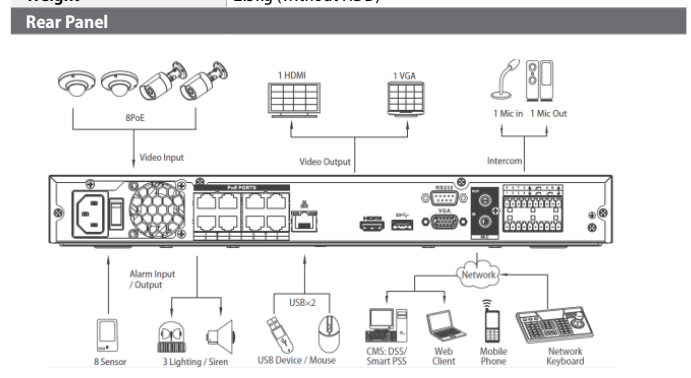 Weight 2.5kg (without HDD)
Rear Panel
1 HDMI
1 VGA
8PoE
1 Mic in 1 Mic Out
Video Input
Video Output
Intercom
PoE PORTS
RS232
HDMI
VGA
Network
Alarm Input
/ Output
USB×2
8 Sensor
3 Lighting / Siren
USB Device / Mouse
CMS: DSS/
Smart PSS
Web
Client
Mobile
Phone
Network
Keyboard